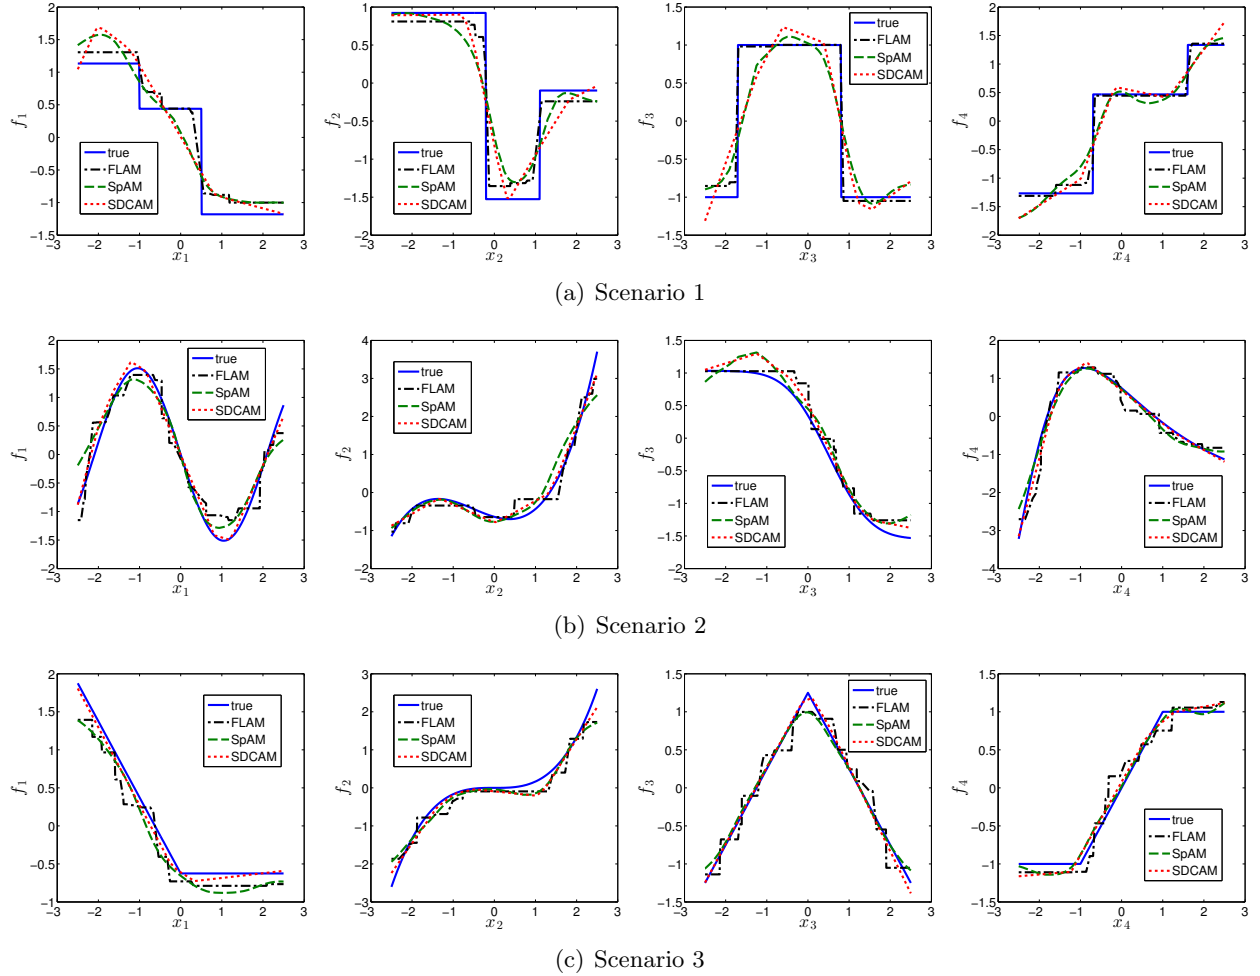 2
1.5
1
0.5
0
−0.5
−1
−1.5
f₁
true
FLAM
SpAM
SDCAM
−3 −2 −1 0 1 2 3
x₁
1
0.5
0
−1
−1.5
−2
f₂
true
FLAM
SpAM
SDCAM
−3 −2 −1 0 1 2 3
x₂
1.5
1
0.5
0
−0.5
−1
−1.5
f₃
true
FLAM
SpAM
SDCAM
−3 −2 −1 0 1 2 3
x₃
2
1.5
1
0.5
0
−0.5
−1
−1.5
−2
f₄
true
FLAM
SpAM
SDCAM
−3 −2 −1 0 1 2 3
x₄
(a) Scenario 1
2
1.5
1
0.5
0
−0.5
−1
−1.5
−2
f₁
true
FLAM
SpAM
SDCAM
−3 −2 −1 0 1 2 3
x₁
4
3
2
1
0
−1
−2
f₂
true
FLAM
SpAM
SDCAM
−3 −2 −1 0 1 2 3
x₂
1.5
1
0.5
0
−0.5
−1
−1.5
−2
f₃
true
FLAM
SpAM
SDCAM
−3 −2 −1 0 1 2 3
x₃
2
1
0
−1
−2
−3
−4
f₄
true
FLAM
SpAM
SDCAM
−3 −2 −1 0 1 2 3
x₄
(b) Scenario 2
2
1.5
1
0.5
0
−0.5
−1
f₁
true
FLAM
SpAM
SDCAM
−3 −2 −1 0 1 2 3
x₁
3
2
1
0
−1
−2
−3
f₂
true
FLAM
SpAM
SDCAM
−3 −2 −1 0 1 2 3
x₂
1.5
1
0.5
0
−0.5
−1
−1.5
f₃
true
FLAM
SpAM
SDCAM
−3 −2 −1 0 1 2 3
x₃
1.5
1
0.5
0
−0.5
−1
−1.5
f₄
true
FLAM
SpAM
SDCAM
−3 −2 −1 0 1 2 3
x₄
(c) Scenario 3